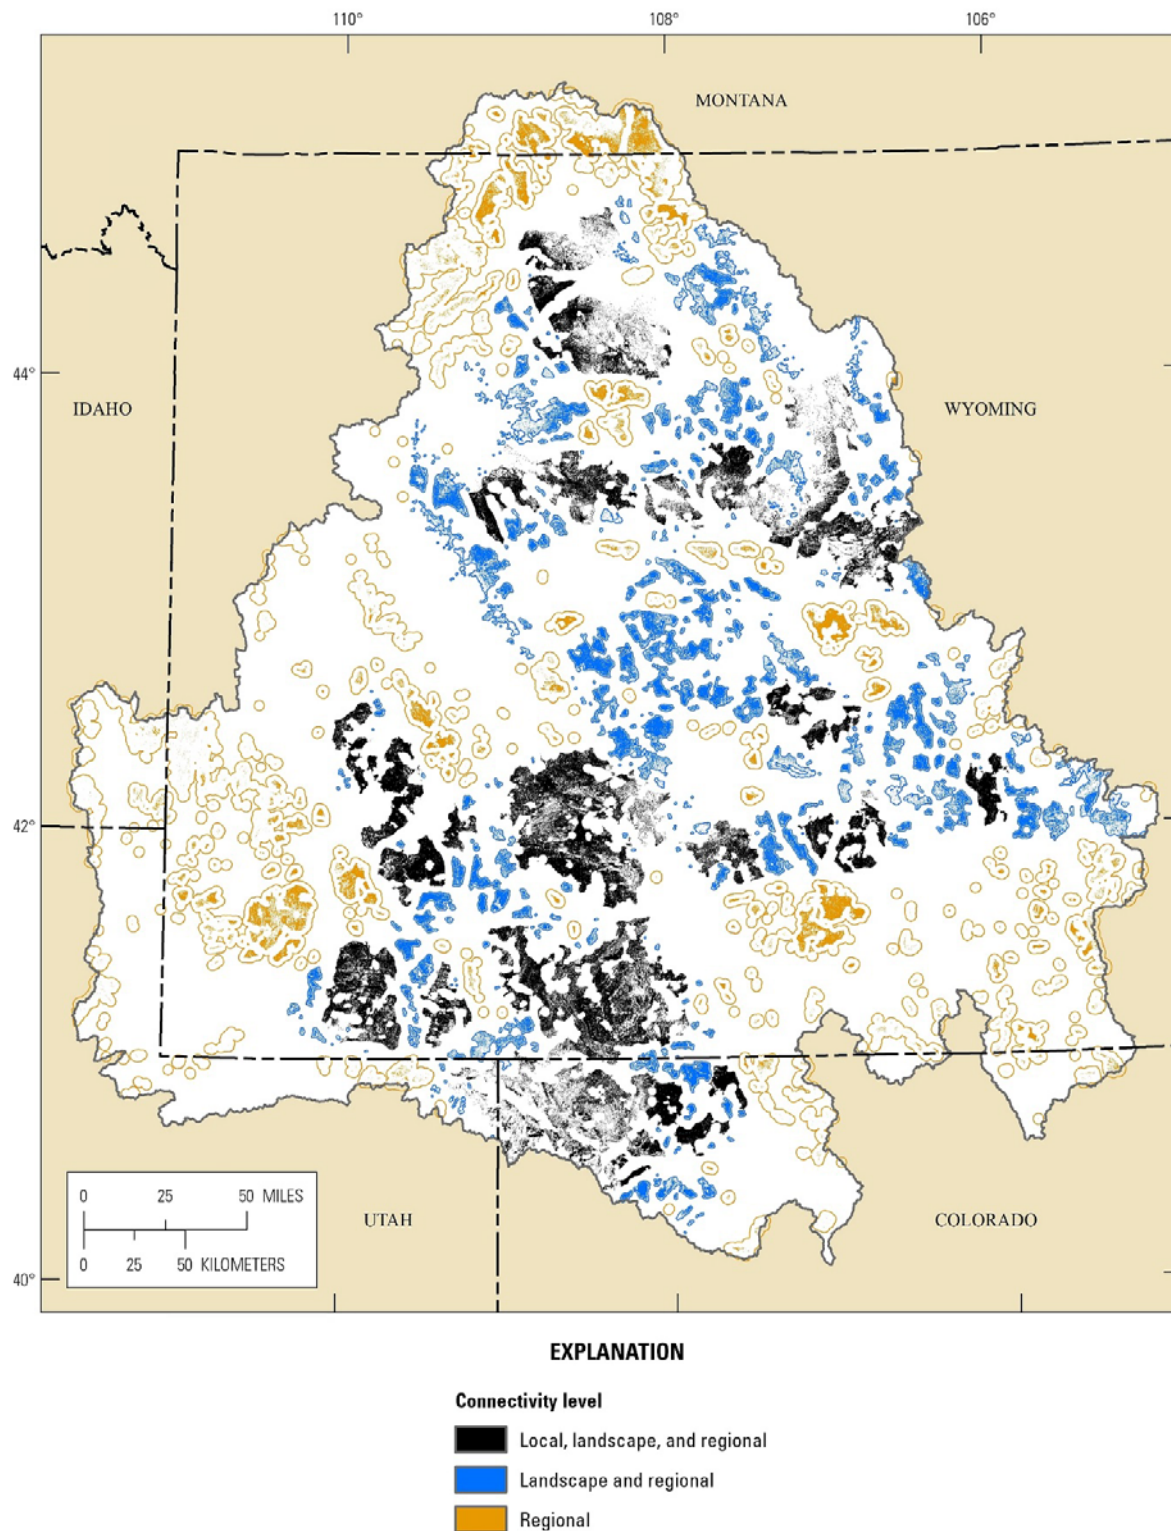 110° 108° 106°
MONTANA
44°
IDAHO WYOMING
42°
0 25 50 MILES
0 25 50 KILOMETERS
UTAH COLORADO
40°
EXPLANATION
Connectivity level
Local, landscape, and regional
Landscape and regional
Regional